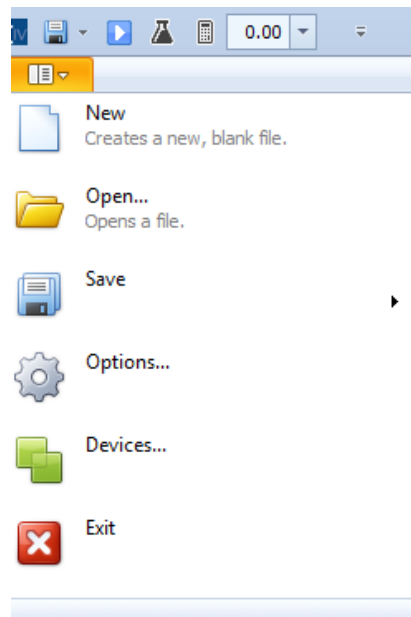 0.00
New
Creates a new, blank file.
Open...
Opens a file.
Save
Options...
Devices...
Exit